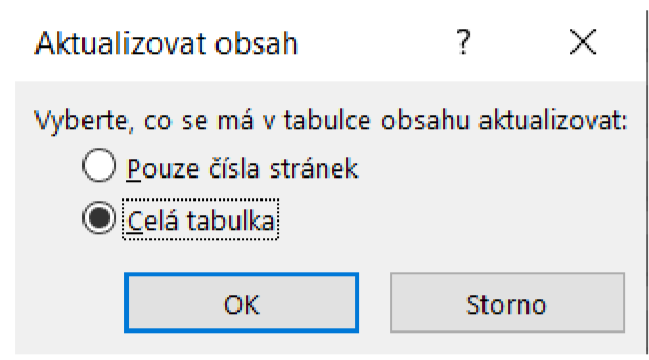 Aktualizovat obsah ? ×
Vyberte, co se má v tabulce obsahu aktualizovat:
Pouze čísla stránek
Celá tabulka
OK Storno